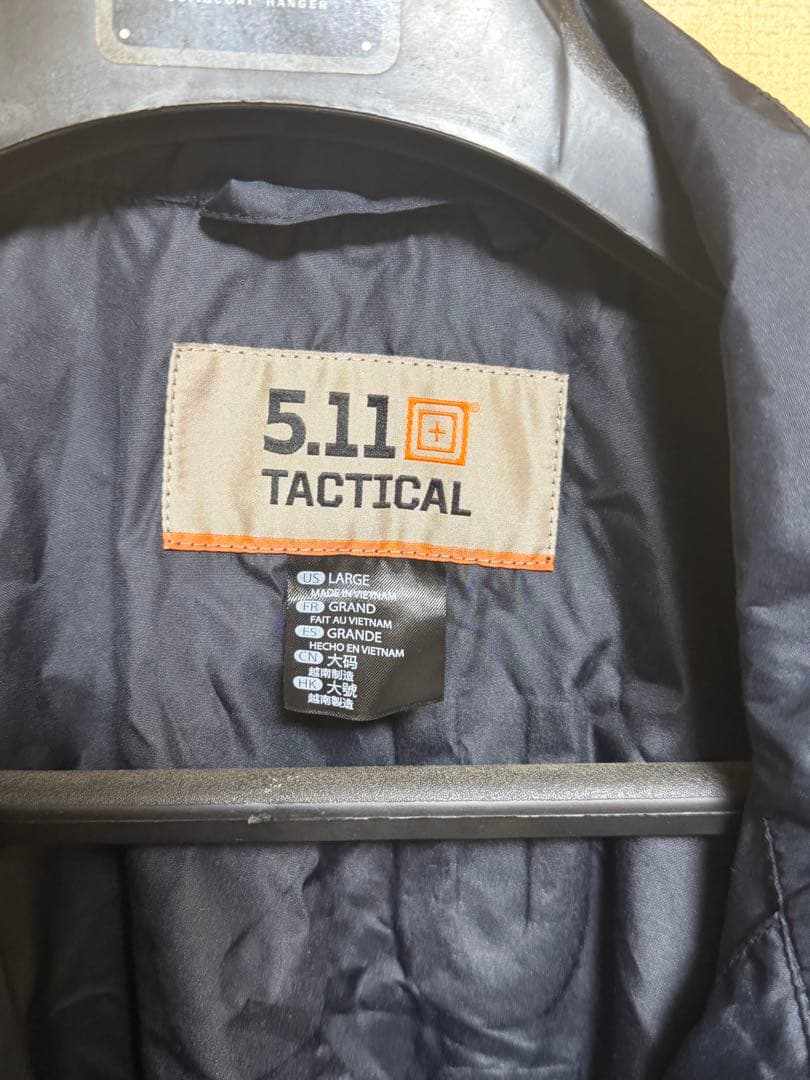 HANGER
5.11®
TACTICAL
US LARGE
MADE IN VIETNAM
FR GRAND
FAIT AU VIETNAM
ES GRANDE
HECHO EN VIETNAM
CN 大码
越南制造
HK 大號
越南製造